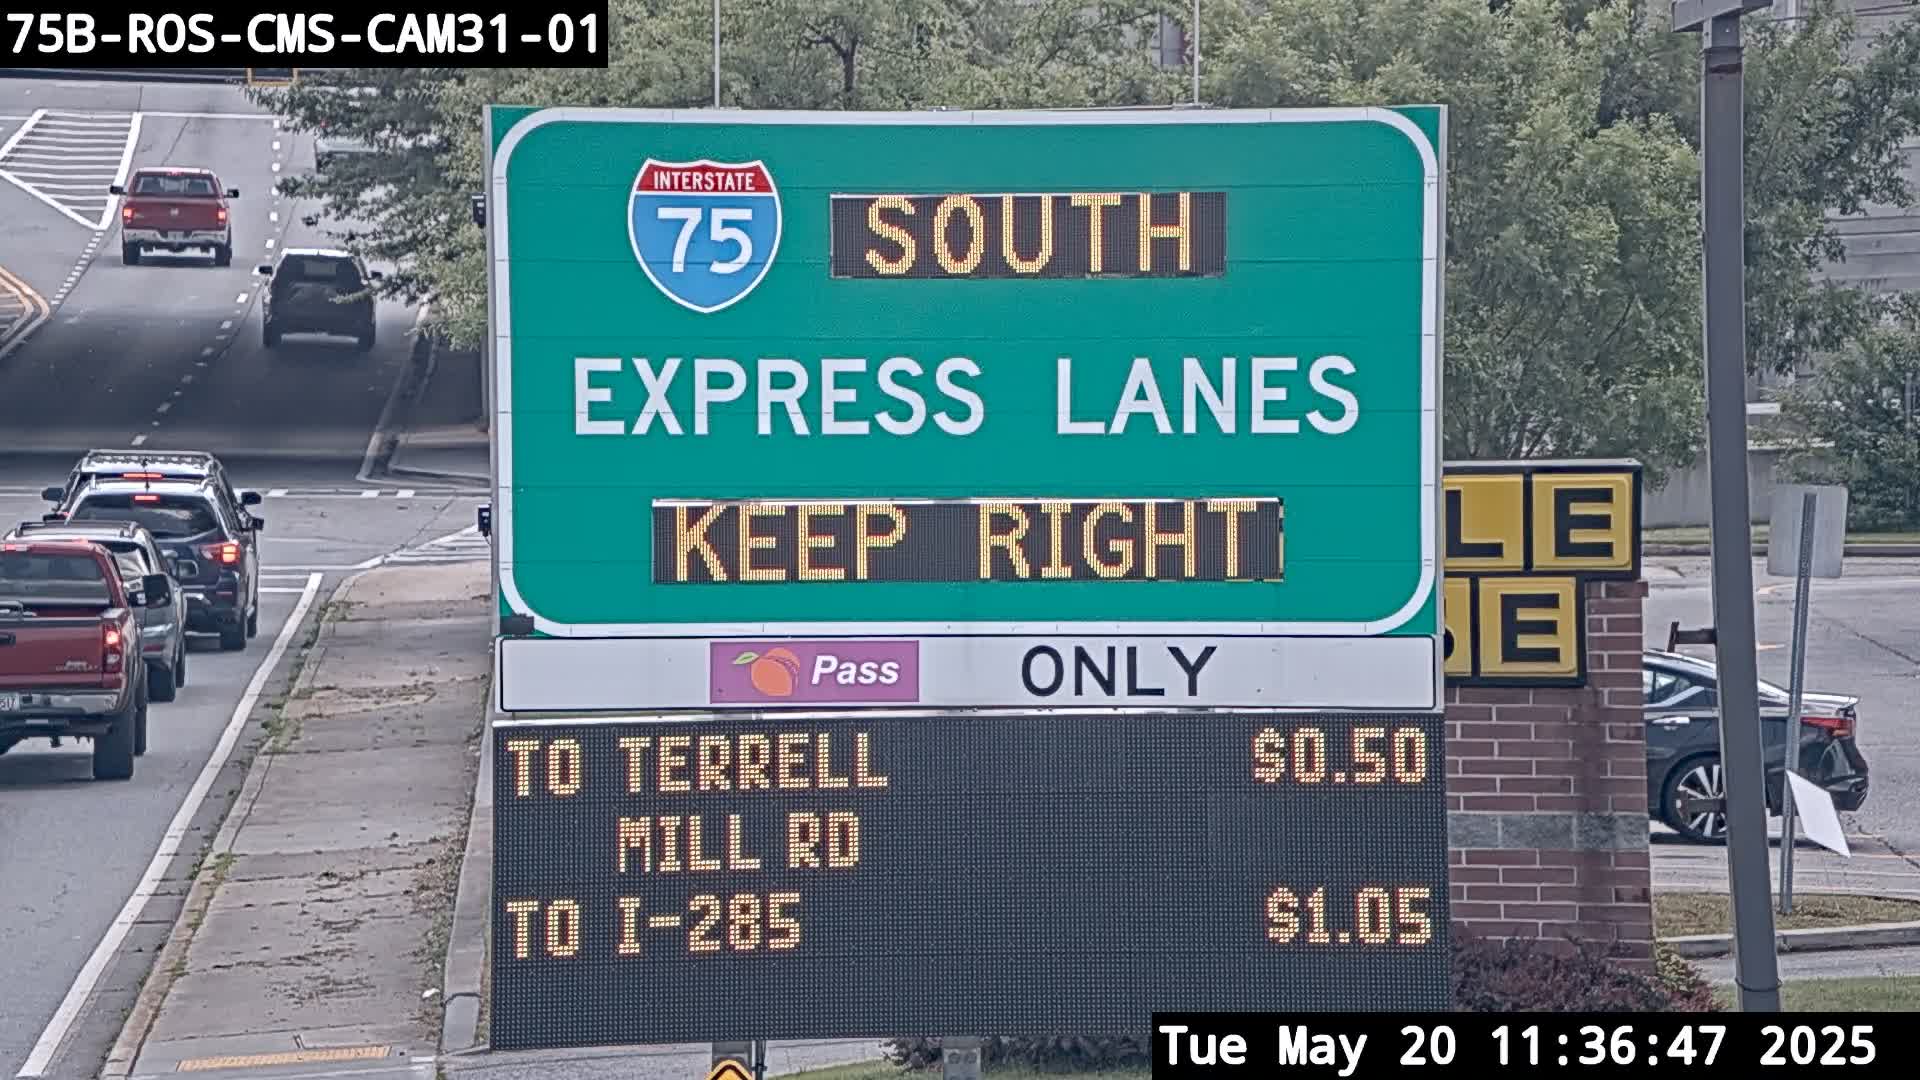 75B-ROS-CMS-CAM31-01
INTERSTATE
75
SOUTH
EXPRESS LANES
KEEP RIGHT
Pass ONLY
TO TERRELL $0.50
MILL RD
TO I-285 $1.05
LE
E
Tue May 20 11:36:47 2025